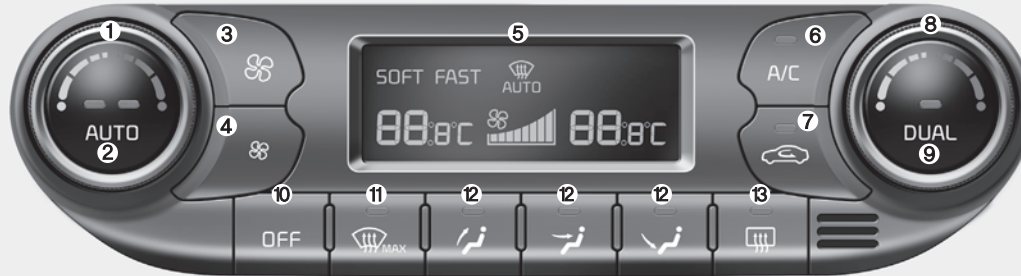 ① ③ ⑤ ⑥ ⑧
SOFT FAST AUTO
A/C
④ ⑦
AUTO 88:8°C 88:8°C DUAL
② ⑨
⑩ ⑪ ⑫ ⑫ ⑫ ⑬
OFF MAX